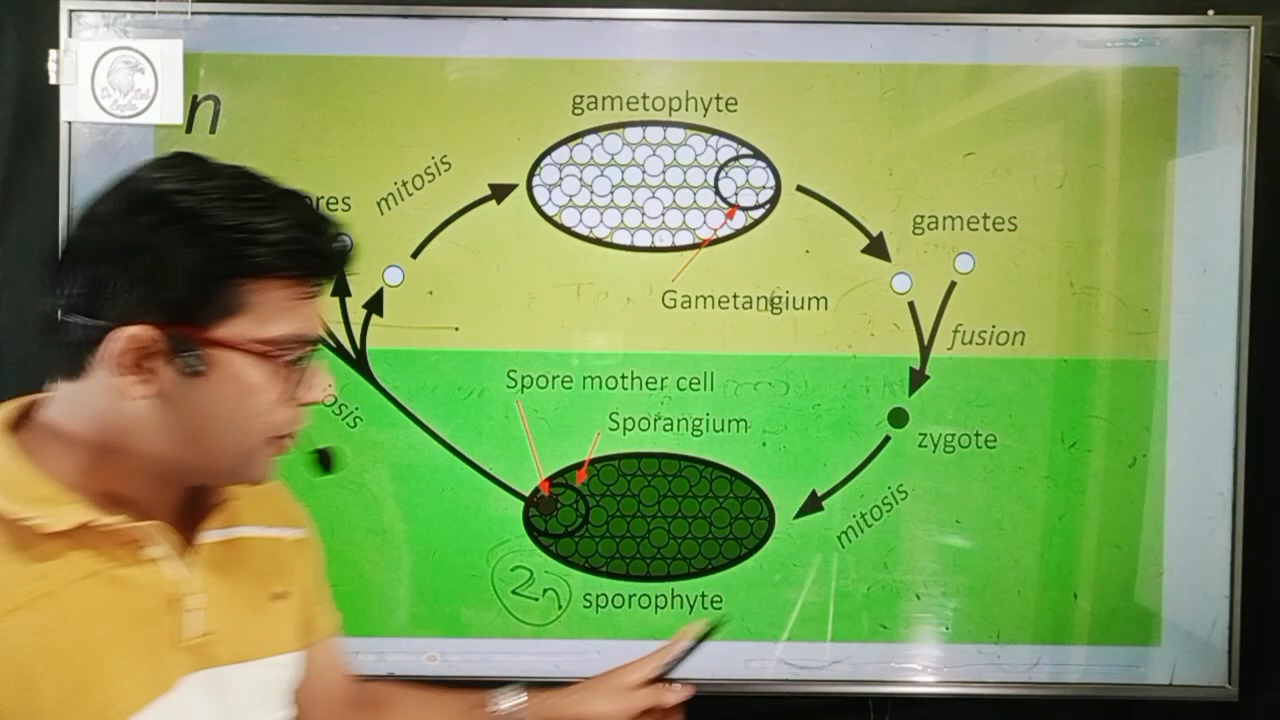 n
gametophyte
mitosis
gametes
Gametangium
fusion
Spore mother cell
Sporangium
zygote
mitosis
2n
sporophyte